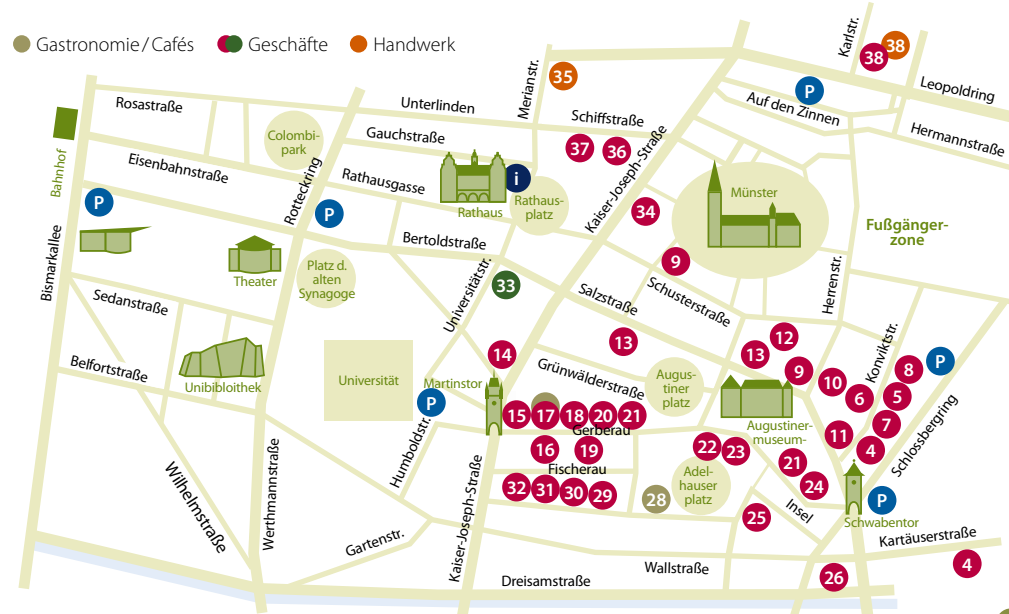 Gastronomie/Cafés
Geschäfte
Handwerk
Karlstr.
38
38
Merianstr.
35
P
Leopoldring
Rosastraße
Unterlinden
Schiffstraße
Auf den Zinnen
Hermannstraße
Colombi-
park
Gauchstraße
37
36
Kaiser-Joseph-Straße
Bahnhof
Eisenbahnstraße
Rathausgasse
i
Rathaus
Rathaus-
platz
Münster
34
P
Rotteckring
P
Bertoldstraße
Fußgänger-
zone
Bismarkallee
Theater
Platz d.
alten
Synagoge
Universitätstr.
33
9
Schusterstraße
Herrenstr.
Sedanstraße
Salzstraße
13
12
13
9
Konviktstr.
8
P
Belfortstraße
Unibibloithek
Universität
14
Martinstor
P
Grünwälderstraße
Augus-
tiner
platz
10
6
5
7
15
17
18
20
21
Gerberau
Augustiner-
museum-
11
4
Schlossbergring
Humboldstr.
16
19
22
23
21
24
Fischerau
32
31
30
29
28
Adel-
hauser
platz
25
Insel
P
Schwabentor
Wilhelmstraße
Werthmannstraße
Gartenstr.
Kaiser-Joseph-Straße
Kartäuserstraße
4
Wallstraße
26
Dreisamstraße